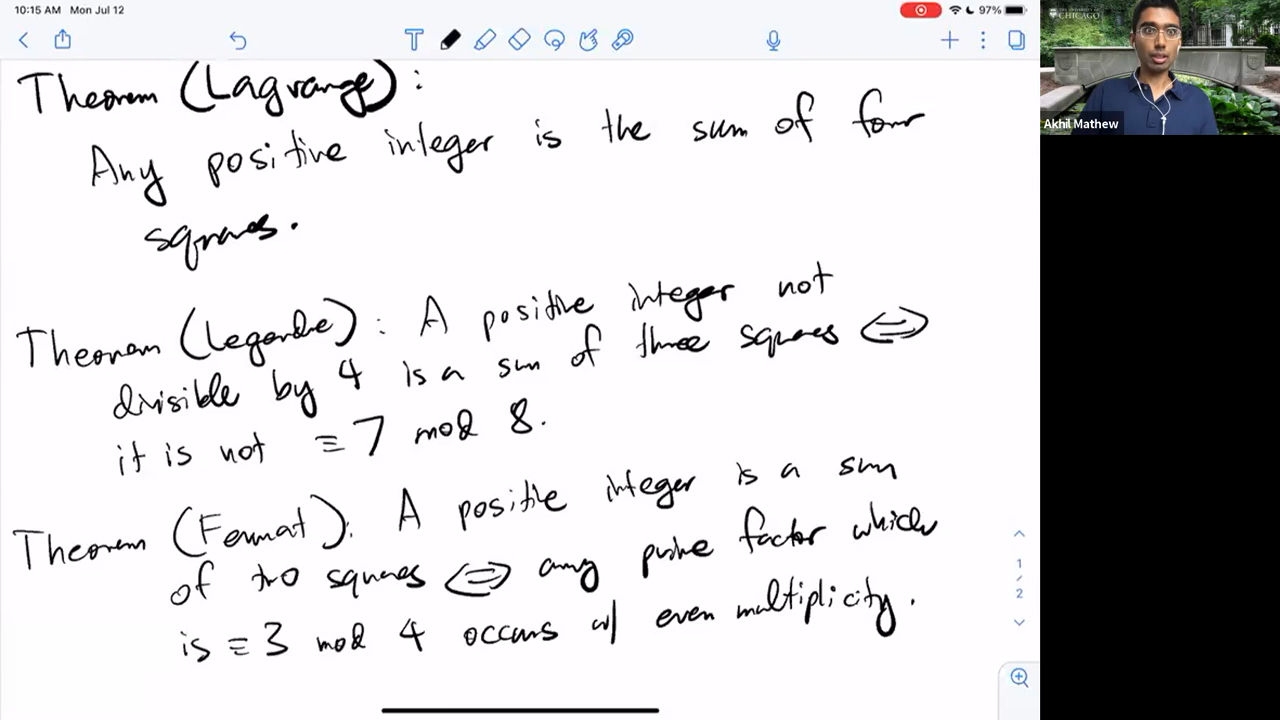 10:15 AM Mon Jul 12
97%
Theorem (Lagrange) :
Any positive integer is the sum of four
squares.
Theorem (Legendre) : A positive integer not
divisible by 4 is a sum of three squares ⇔
it is not ≡ 7 mod 8.
Theorem (Fermat) : A positive integer is a sum
of two squares ⇔ any prime factor which
is ≡ 3 mod 4 occurs w/ even multiplicity.
1
/
2
CHICAGO
Akhil Mathew